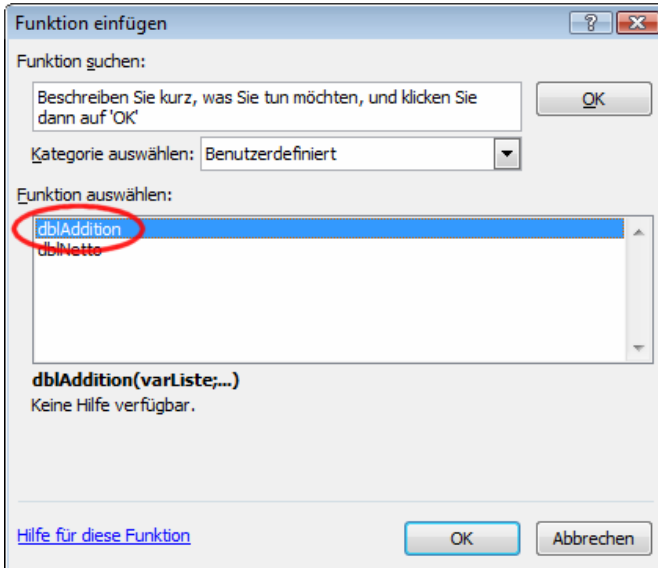 Funktion einfügen
Funktion suchen:
Beschreiben Sie kurz, was Sie tun möchten, und klicken Sie
dann auf 'OK'
OK
Kategorie auswählen: Benutzerdefiniert
Funktion auswählen:
dblAddition
dblNetto
dblAddition(varListe;...)
Keine Hilfe verfügbar.
Hilfe für diese Funktion
OK
Abbrechen